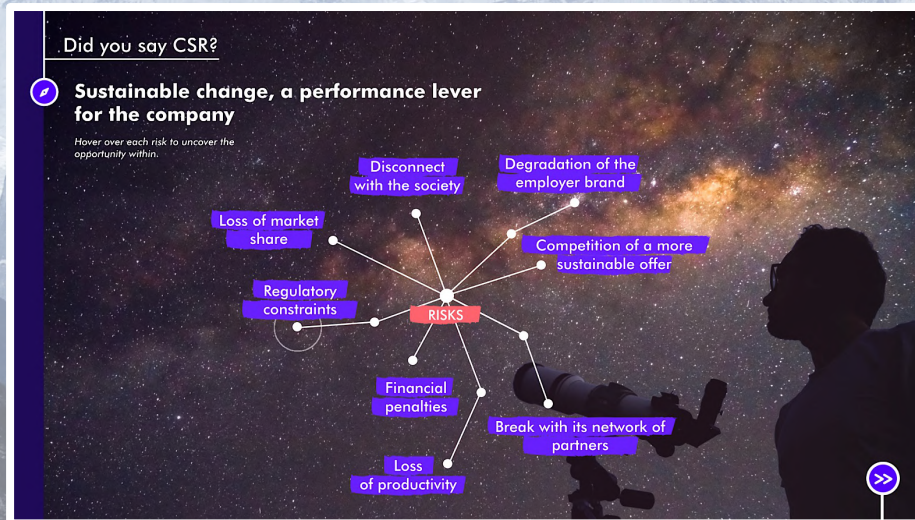 Did you say CSR?
Sustainable change, a performance lever
for the company
Hover over each risk to uncover the
opportunity within.
Disconnect
with the society
Degradation of the
employer brand
Loss of market
share
Competition of a more
sustainable offer
Regulatory
constraints
RISKS
Financial
penalties
Break with its network of
partners
Loss
of productivity